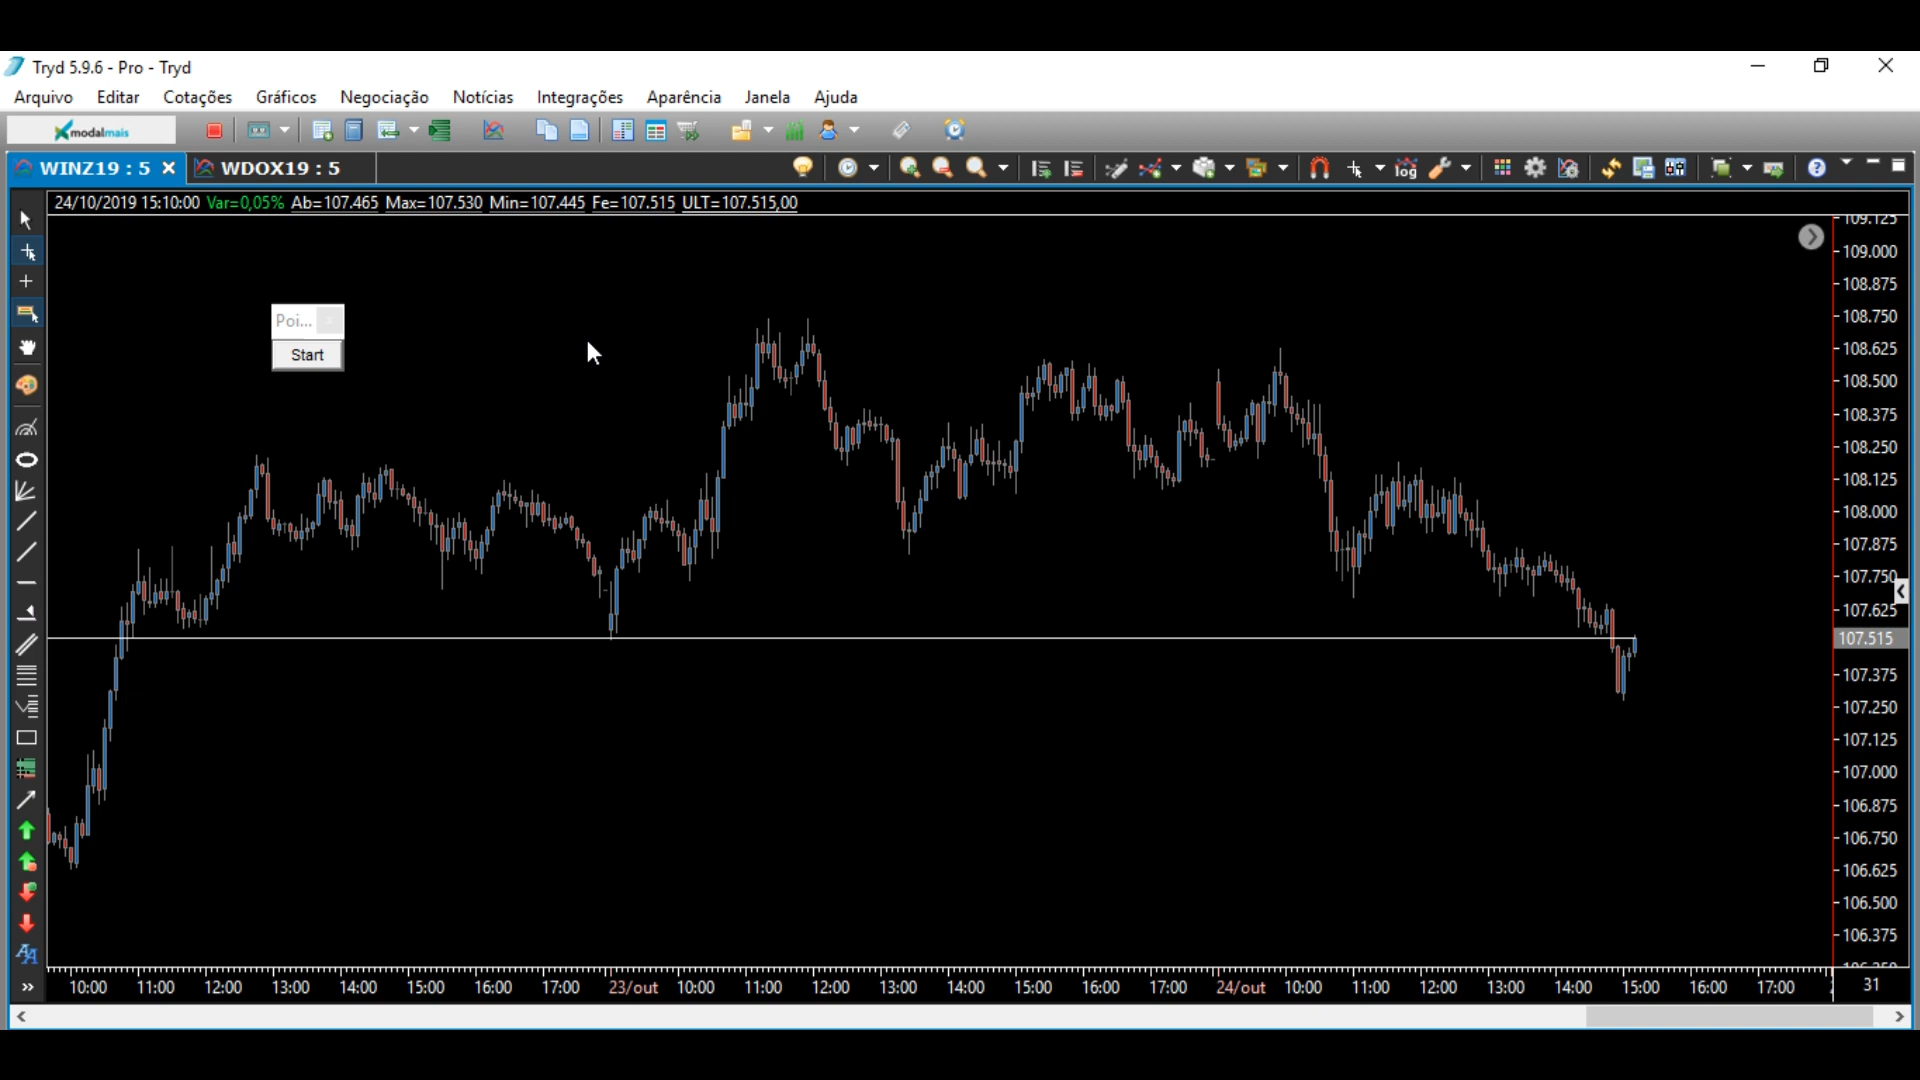 Tryd 5.9.6 - Pro - Tryd
Arquivo Editar Cotações Gráficos Negociação Notícias Integrações Aparência Janela Ajuda
modalmais
WINZ19 : 5 WDOX19 : 5
log
24/10/2019 15:10:00 Var=0,05% Ab=107.465 Max=107.530 Min=107.445 Fe=107.515 ULT=107.515,00
Poi...
Start
109.125
109.000
108.875
108.750
108.625
108.500
108.375
108.250
108.125
108.000
107.875
107.750
107.625
107.515
107.375
107.250
107.125
107.000
106.875
106.750
106.625
106.500
106.375
10:00 11:00 12:00 13:00 14:00 15:00 16:00 17:00 23/out 10:00 11:00 12:00 13:00 14:00 15:00 16:00 17:00 24/out 10:00 11:00 12:00 13:00 14:00 15:00 16:00 17:00 31